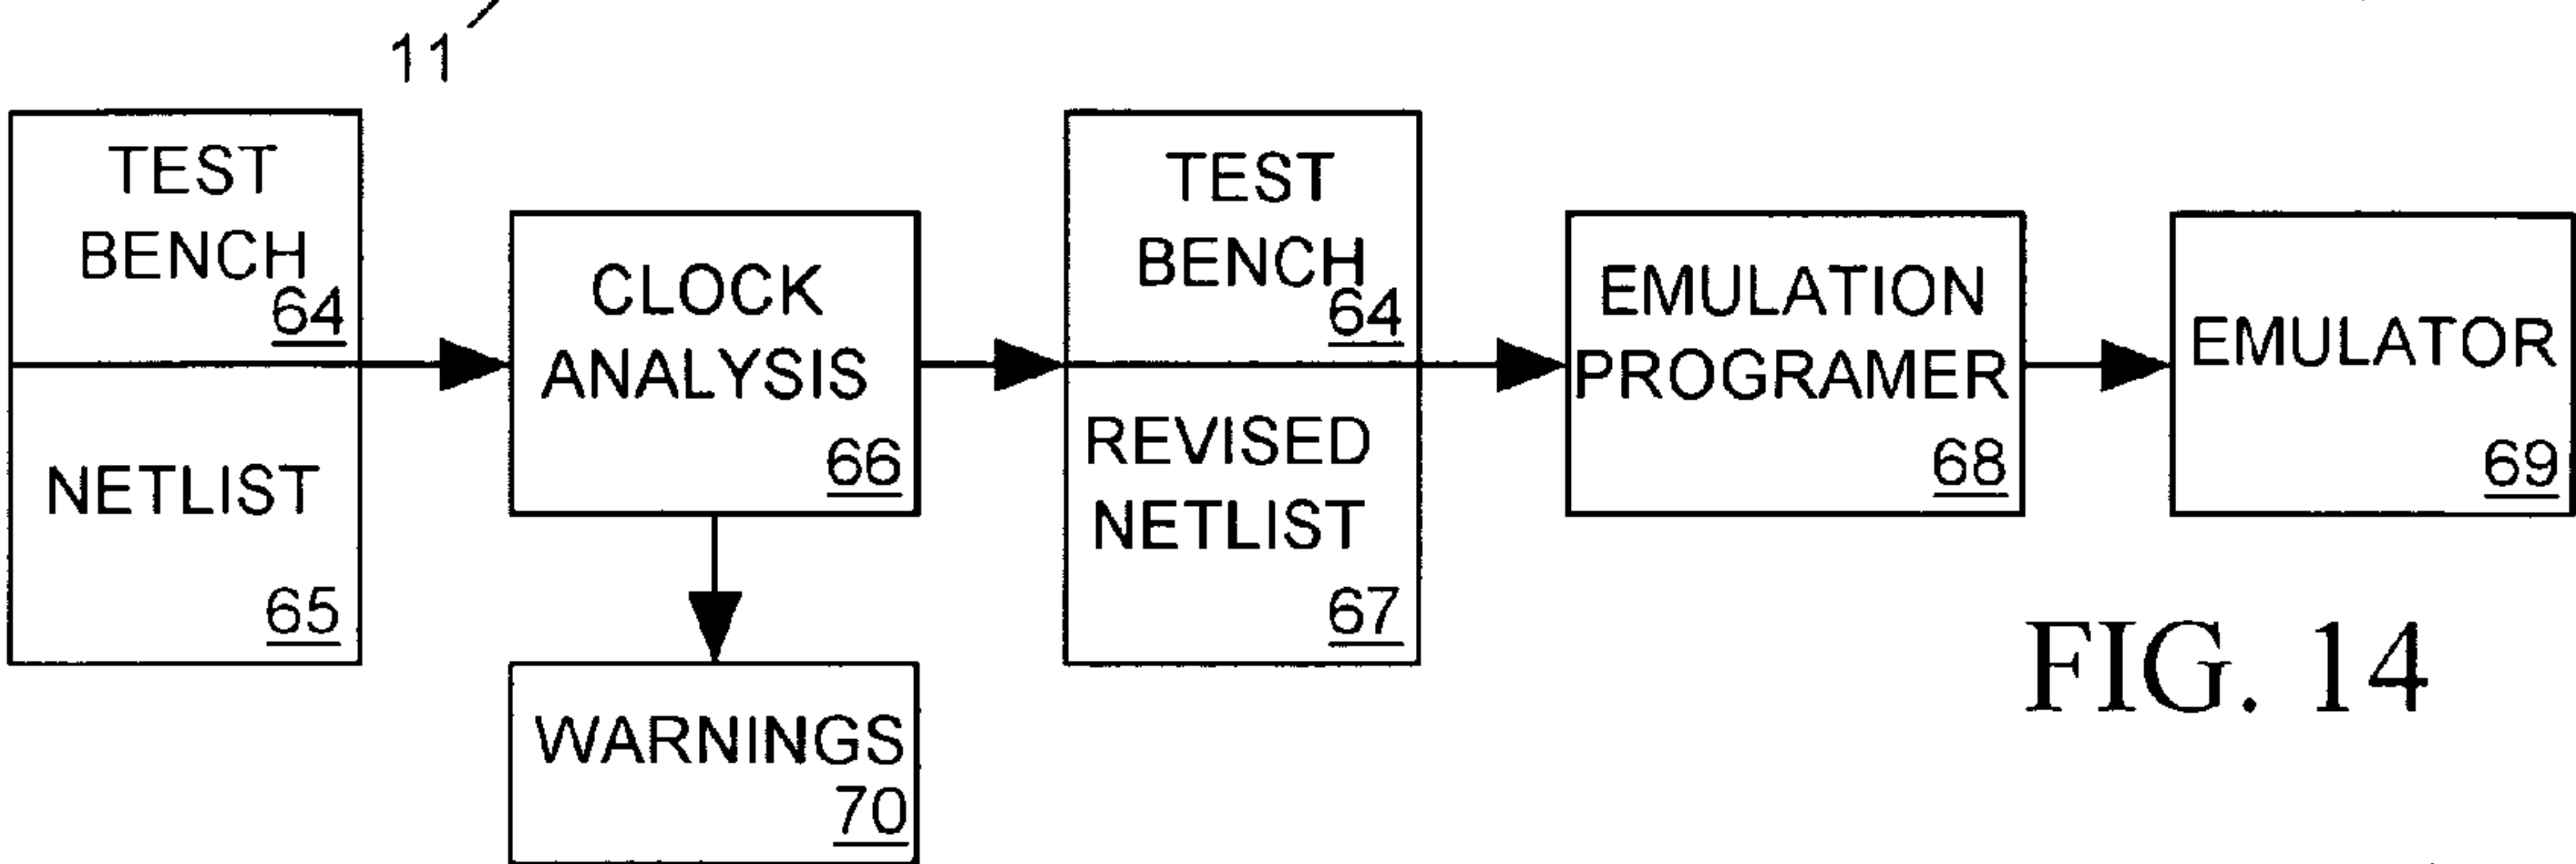 11
TEST
BENCH
64
NETLIST
65
CLOCK
ANALYSIS
66
WARNINGS
70
TEST
BENCH
64
REVISED
NETLIST
67
EMULATION
PROGRAMER
68
EMULATOR
69
FIG. 14